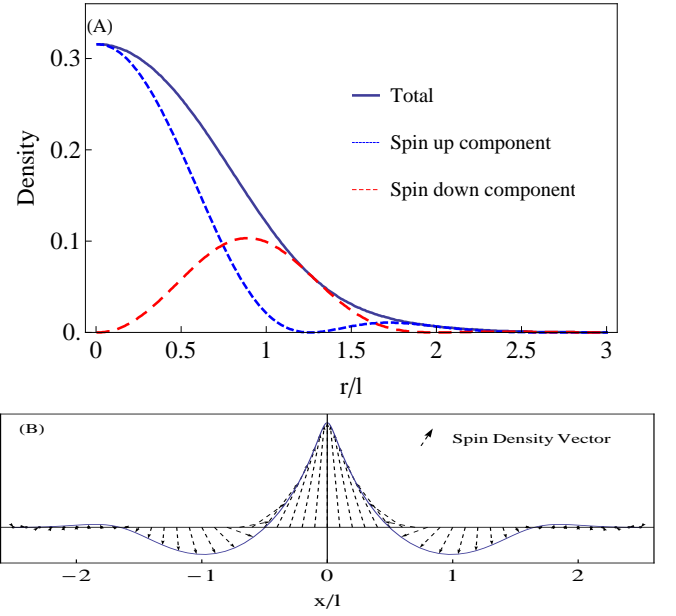 (A)
0.3
Total
Spin up component
0.2
Density
Spin down component
0.1
0.
0 0.5 1 1.5 2 2.5 3
r/l
(B)
Spin Density Vector
−2 −1 0 1 2
x/l